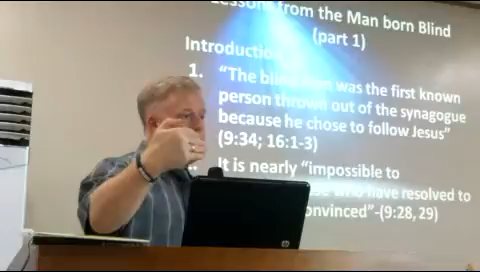 Lessons from the Man born Blind
(part 1)
Introduction
1. "The blind man was the first known
person thrown out of the synagogue
because he chose to follow Jesus"
(9:34; 16:1-3)
It is nearly "impossible to
who have resolved to
convinced"-(9:28, 29)
hp